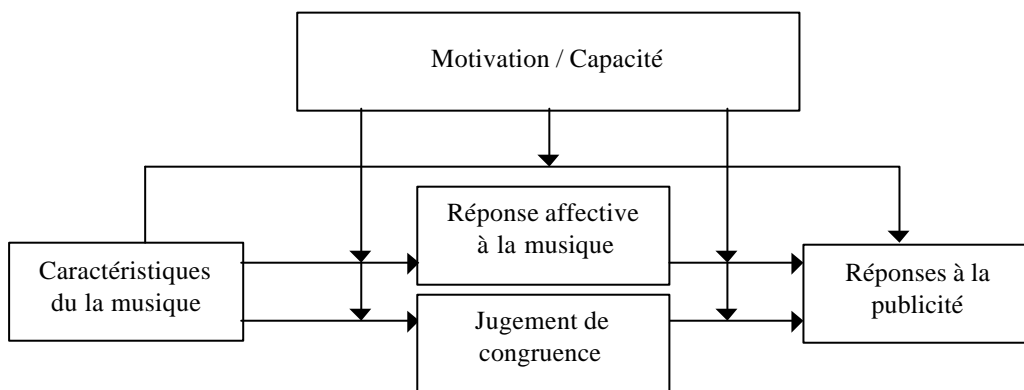 Motivation / Capacité
Réponse affective
à la musique
Caractéristiques
du la musique
Réponses à la
publicité
Jugement de
congruence